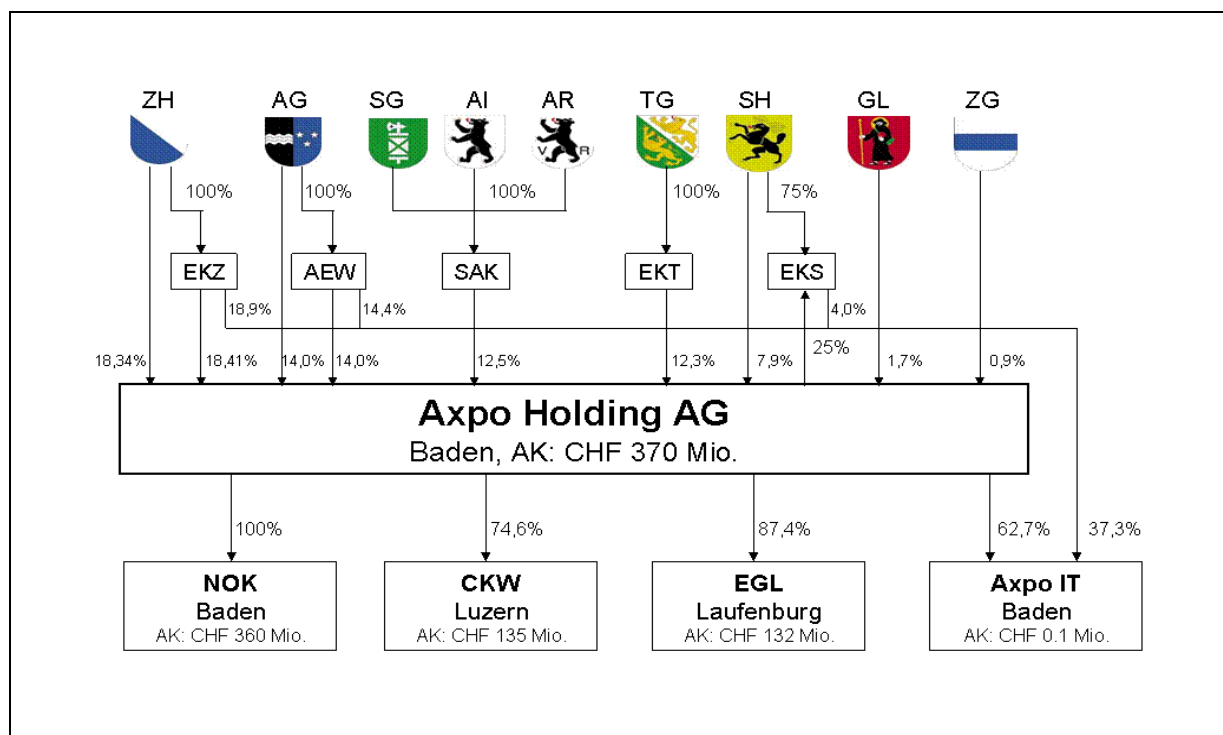 ZH AG SG AI AR TG SH GL ZG
V R
100% 100% 100% 100% 75%
EKZ AEW SAK EKT EKS
18,9% 14,4% 4,0%
25%
18,34% 18,41% 14,0% 14,0% 12,5% 12,3% 7,9% 1,7% 0,9%
Axpo Holding AG
Baden, AK: CHF 370 Mio.
100% 74,6% 87,4% 62,7% 37,3%
NOK
Baden
AK: CHF 360 Mio.
CKW
Luzern
AK: CHF 135 Mio.
EGL
Laufenburg
AK: CHF 132 Mio.
Axpo IT
Baden
AK: CHF 0.1 Mio.